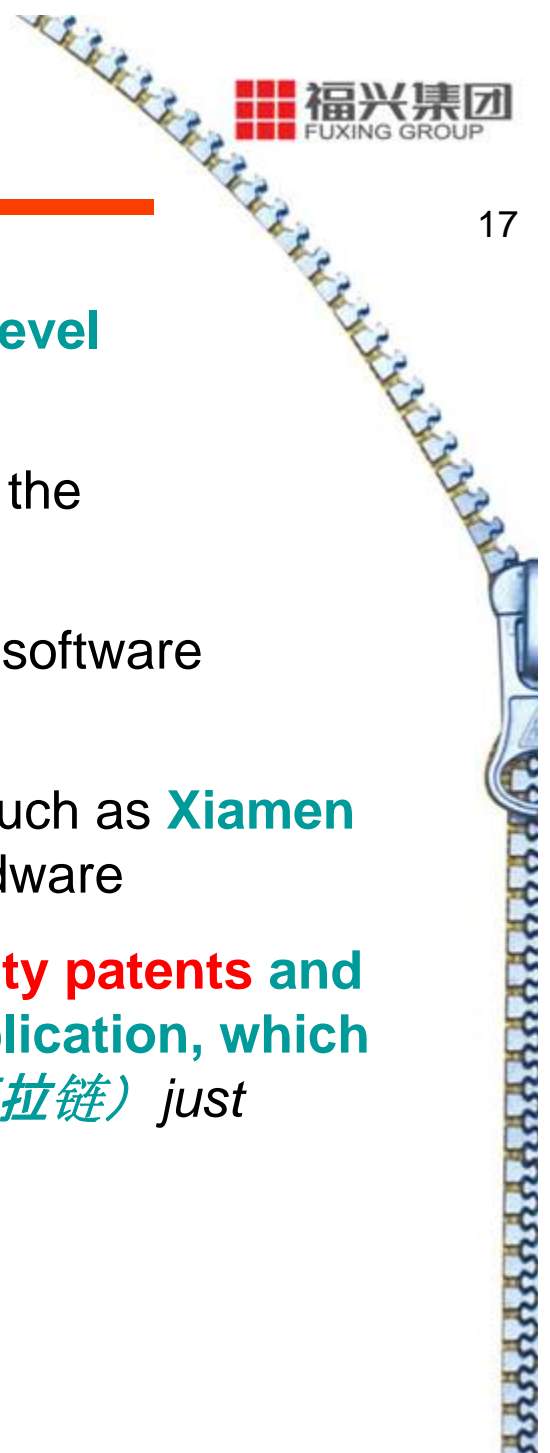 福兴集团
FUXING GROUP
17
evel
the
software
uch as Xiamen
dware
ty patents and
lication, which
拉链） just